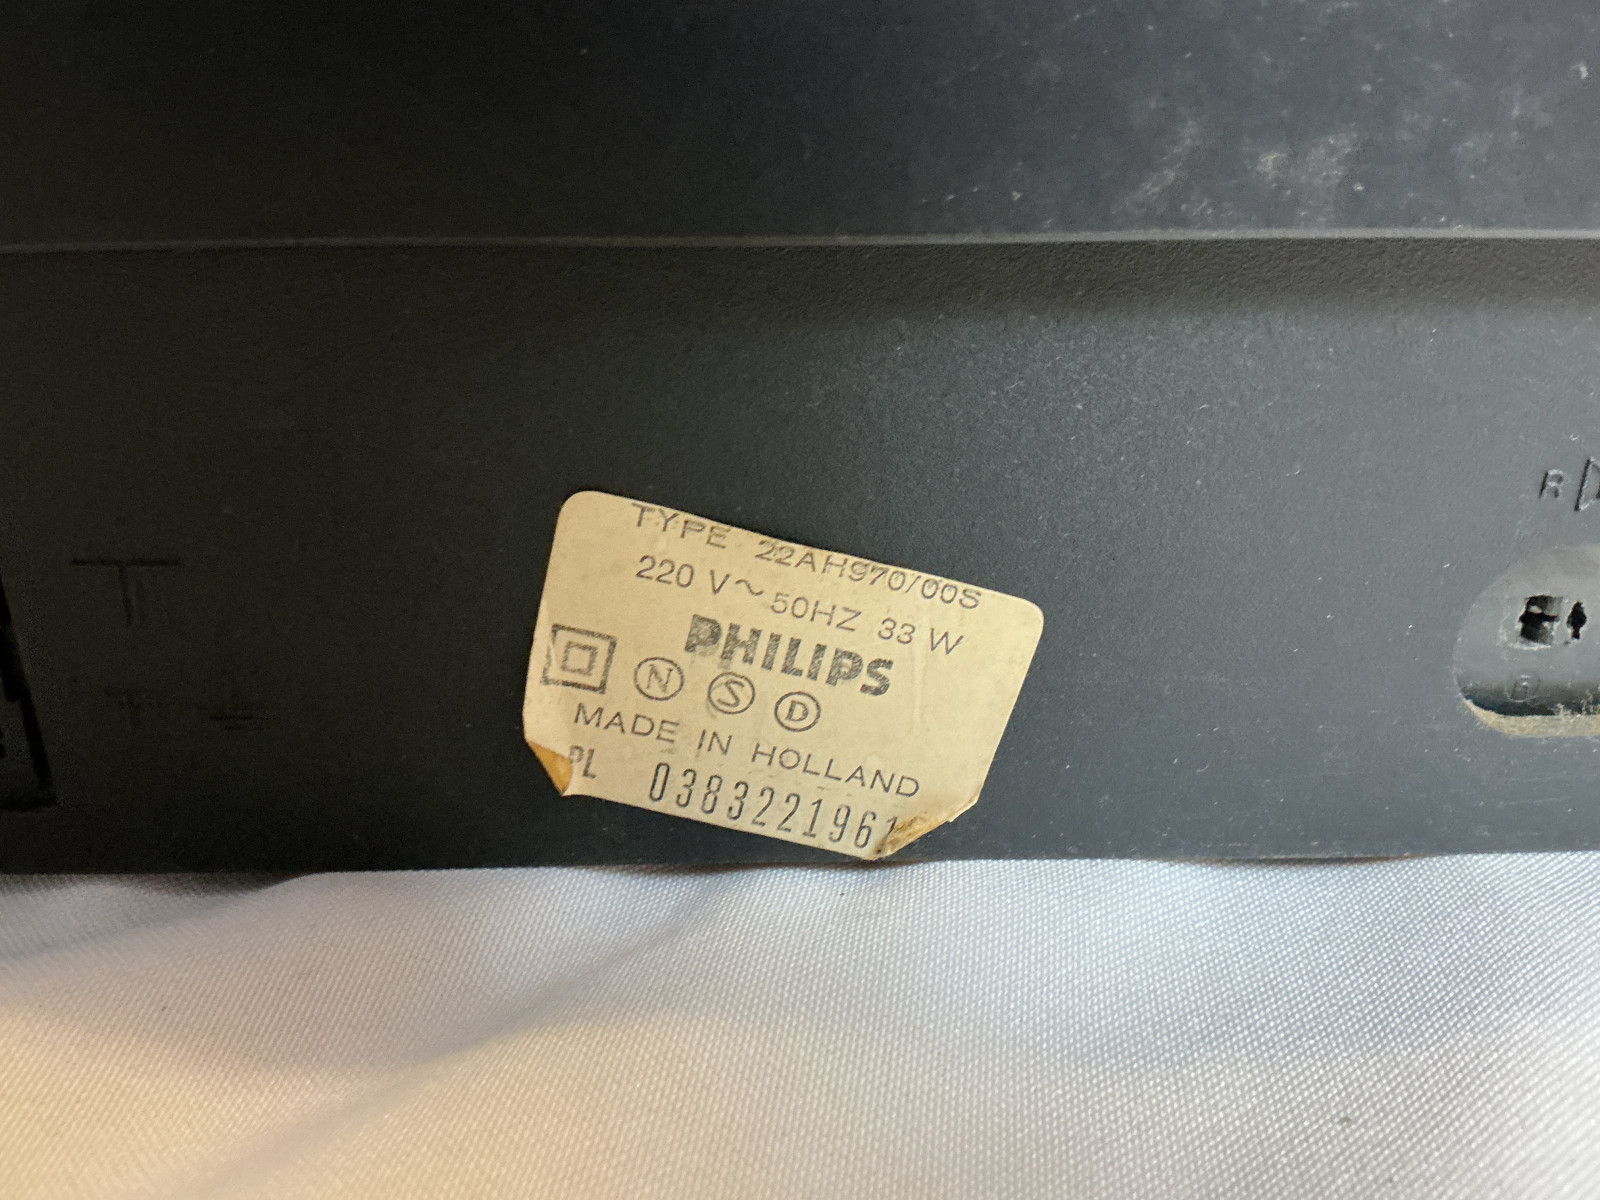 TYPE 22AH970/00S
220 V~50HZ 33 W
PHILIPS
N S D
MADE IN HOLLAND
PL 0383221961
R